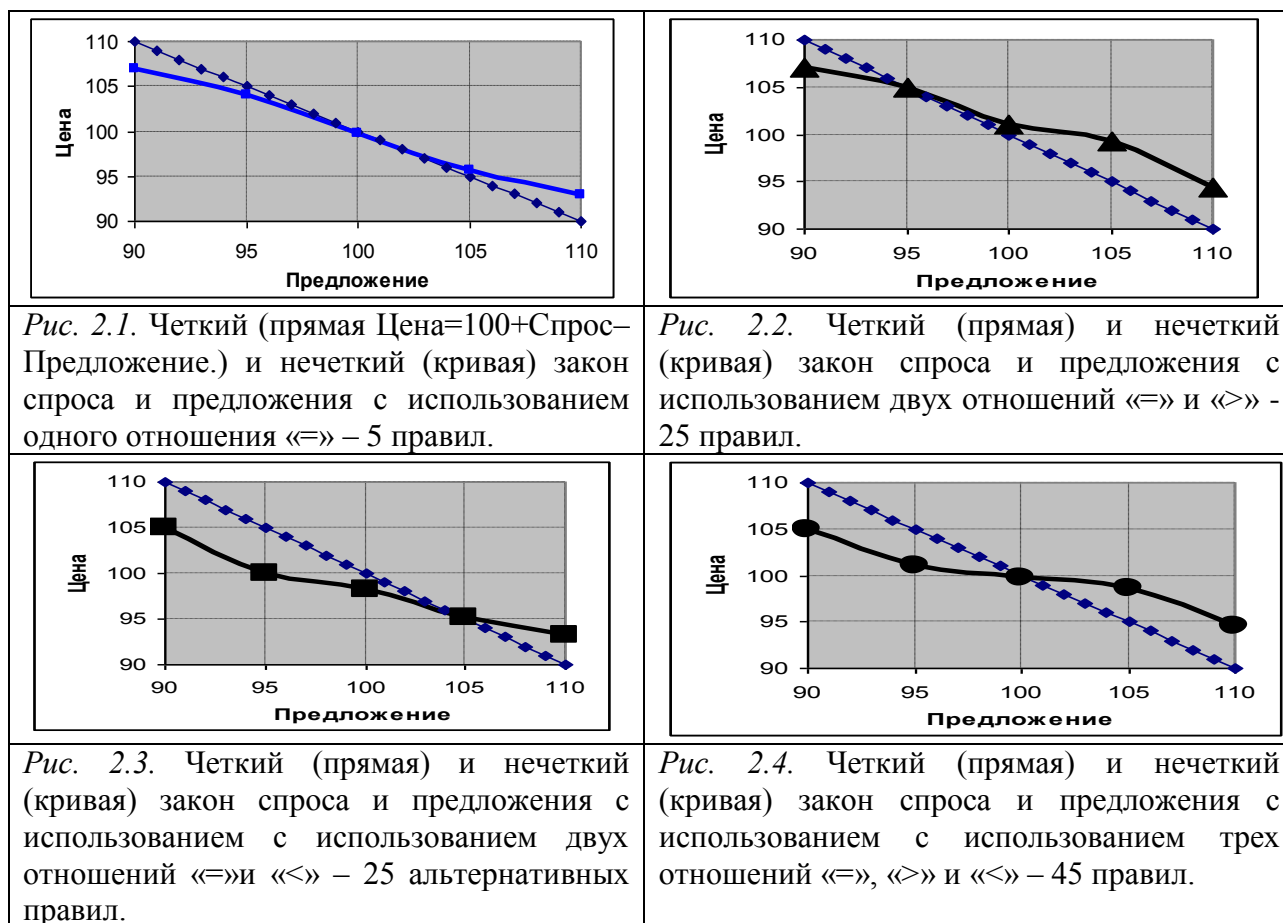 110
105
100
95
90
Цена
90 95 100 105 110
Предложение
Рис. 2.1. Четкий (прямая Цена=100+Спрос–
Предложение.) и нечеткий (кривая) закон
спроса и предложения с использованием
одного отношения «=» – 5 правил.
110
105
100
95
90
Цена
90 95 100 105 110
Предложение
Рис. 2.2. Четкий (прямая) и нечеткий
(кривая) закон спроса и предложения с
использованием двух отношений «=» и «>» -
25 правил.
110
105
100
95
90
Цена
90 95 100 105 110
Предложение
Рис. 2.3. Четкий (прямая) и нечеткий
(кривая) закон спроса и предложения с
использованием с использованием двух
отношений «=»и «<» – 25 альтернативных
правил.
110
105
100
95
90
Цена
90 95 100 105 110
Предложение
Рис. 2.4. Четкий (прямая) и нечеткий
(кривая) закон спроса и предложения с
использованием с использованием трех
отношений «=», «>» и «<» – 45 правил.